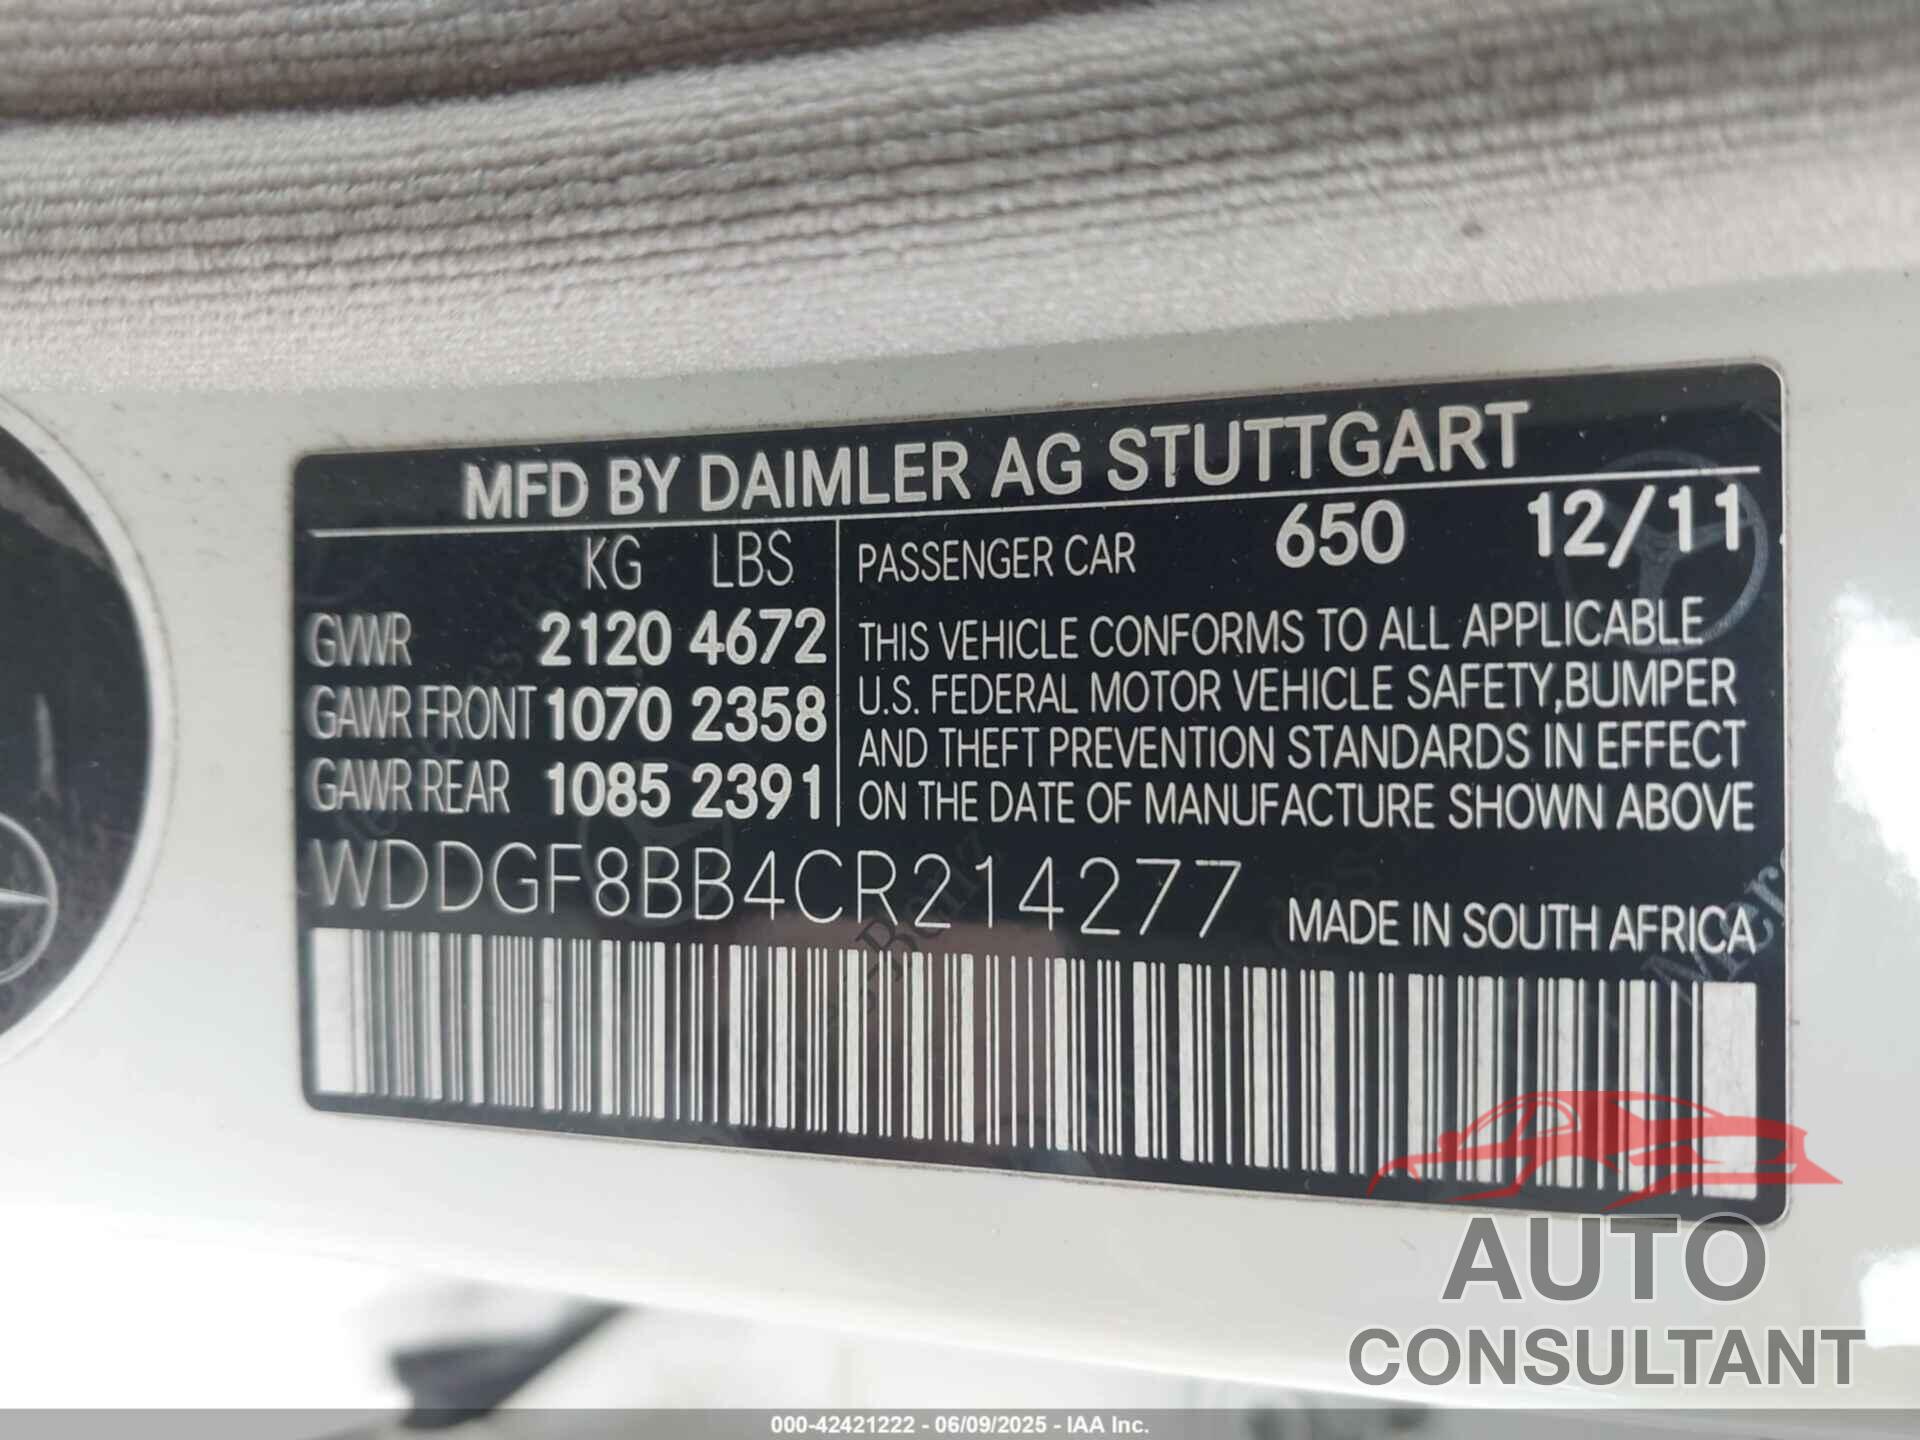 MFD BY DAIMLER AG STUTTGART
KG LBS
GVWR 2120 4672
GAWR FRONT 1070 2358
GAWR REAR 1085 2391
PASSENGER CAR 650 12/11
THIS VEHICLE CONFORMS TO ALL APPLICABLE
U.S. FEDERAL MOTOR VEHICLE SAFETY,BUMPER
AND THEFT PREVENTION STANDARDS IN EFFECT
ON THE DATE OF MANUFACTURE SHOWN ABOVE
WDDGF8BB4CR214277
MADE IN SOUTH AFRICA
AUTO
CONSULTANT
000-42421222 - 06/09/2025 - IAA Inc.